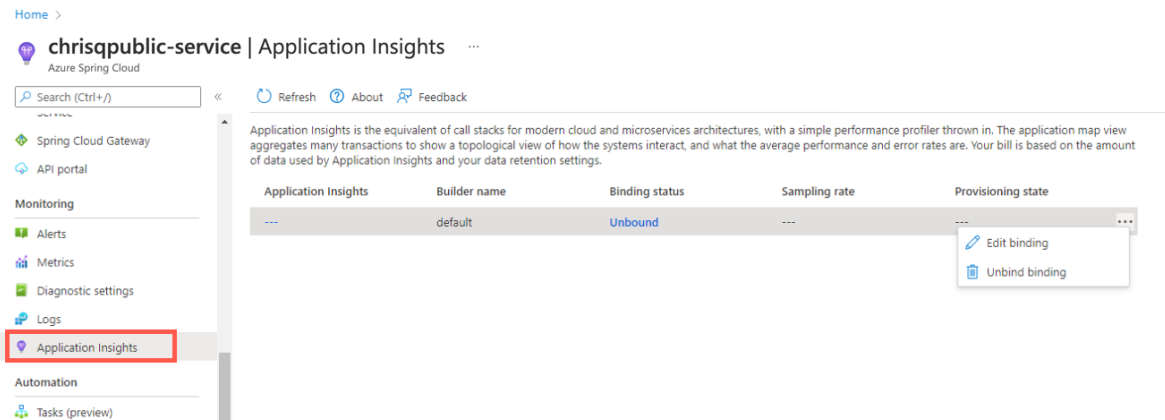 Home >
chrisqpublic-service | Application Insights ...
Azure Spring Cloud
Search (Ctrl+/) «
Refresh About Feedback
Service
Spring Cloud Gateway
API portal
Monitoring
Alerts
Metrics
Diagnostic settings
Logs
Application Insights
Automation
Tasks (preview)
Application Insights is the equivalent of call stacks for modern cloud and microservices architectures, with a simple performance profiler thrown in. The application map view
aggregates many transactions to show a topological view of how the systems interact, and what the average performance and error rates are. Your bill is based on the amount
of data used by Application Insights and your data retention settings.
Application Insights Builder name Binding status Sampling rate Provisioning state
--- default Unbound --- --- ...
Edit binding
Unbind binding